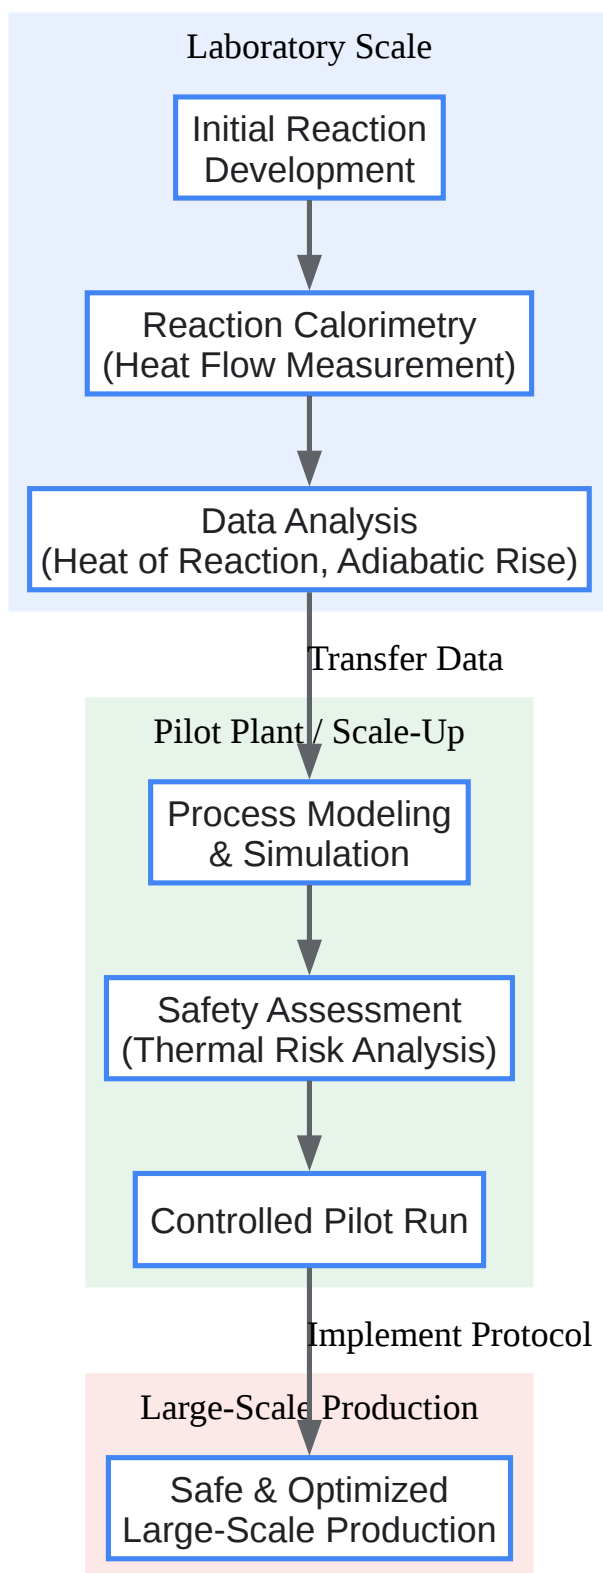 Laboratory Scale
Initial Reaction
Development
Reaction Calorimetry
(Heat Flow Measurement)
Data Analysis
(Heat of Reaction, Adiabatic Rise)
Transfer Data
Pilot Plant / Scale-Up
Process Modeling
& Simulation
Safety Assessment
(Thermal Risk Analysis)
Controlled Pilot Run
Implement Protocol
Large-Scale Production
Safe & Optimized
Large-Scale Production